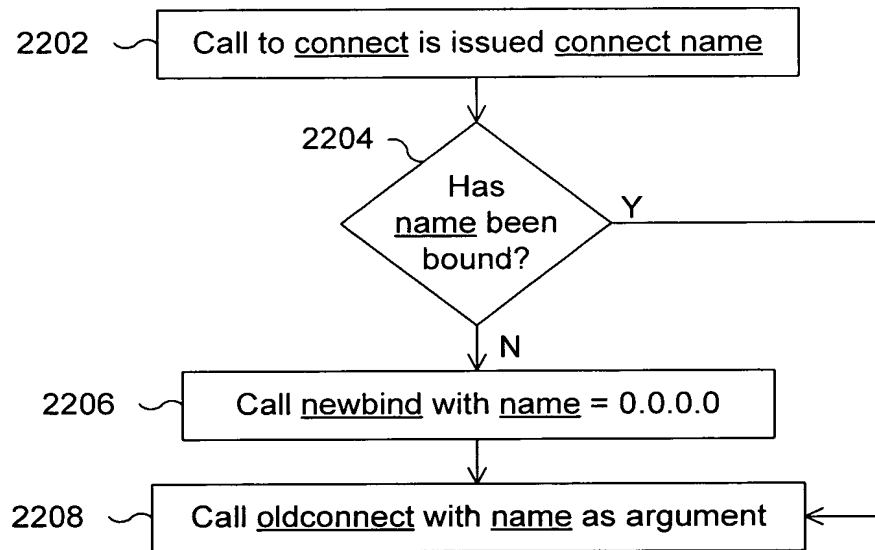 2202
Call to connect is issued connect name
2204
Has
name been
bound?
Y
N
2206
Call newbind with name = 0.0.0.0
2208
Call oldconnect with name as argument